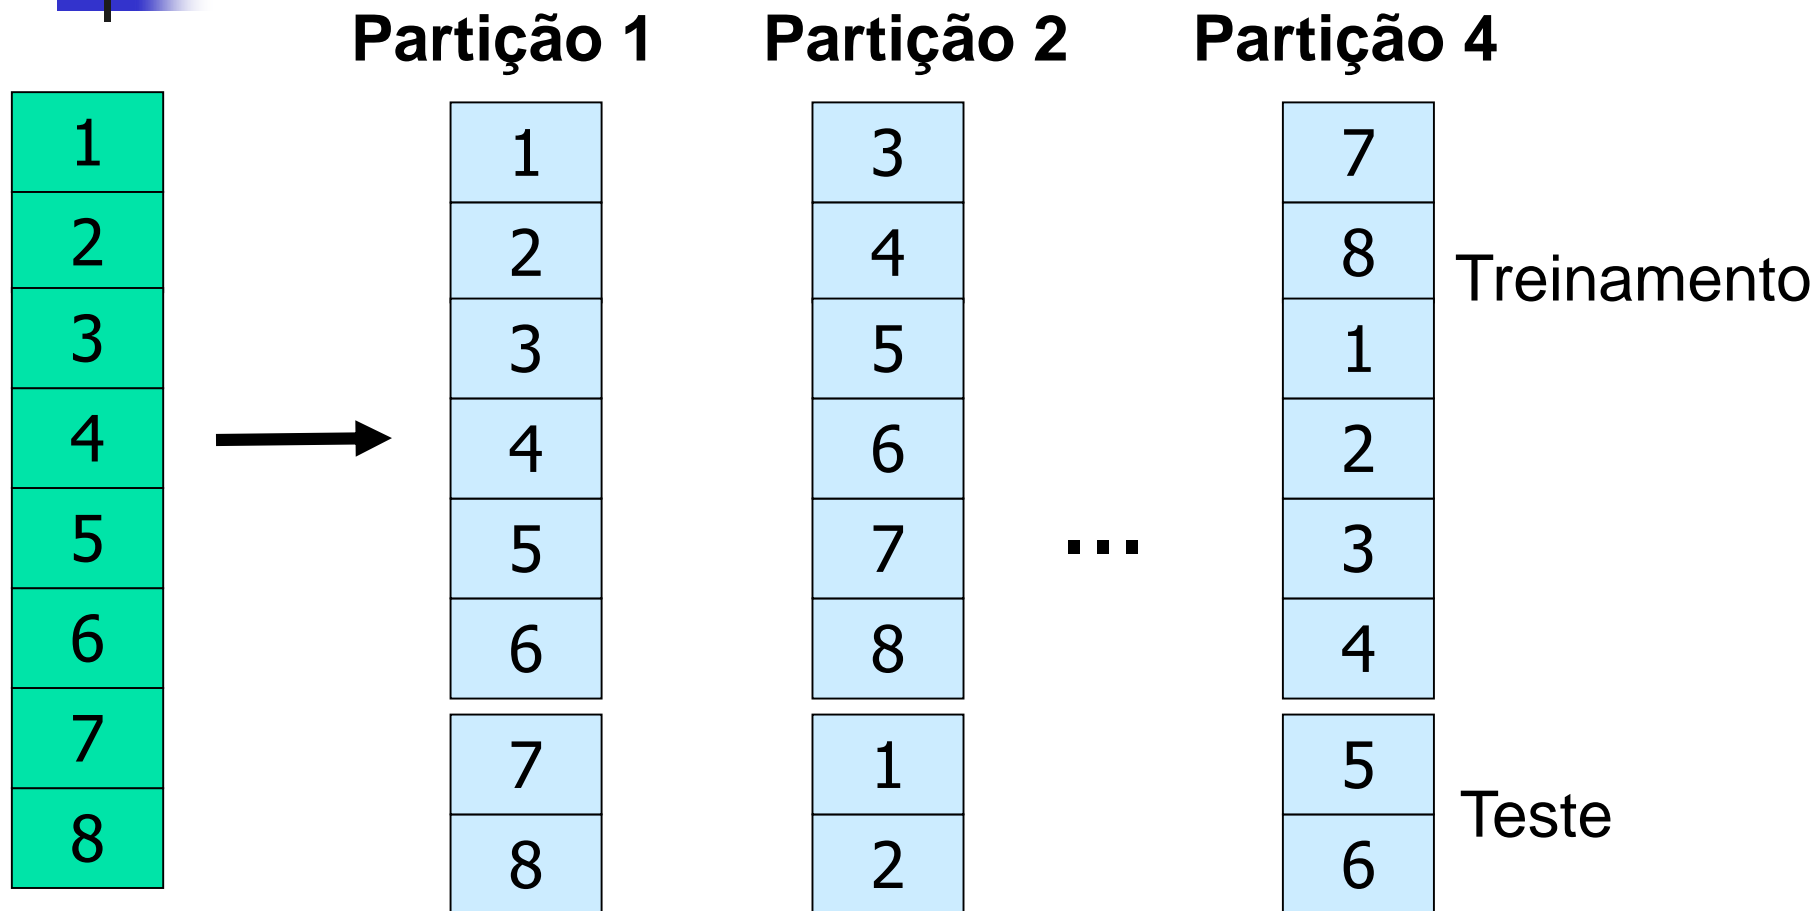 Partição 1 Partição 2 Partição 4
1 1 3 7
2 2 4 8
Treinamento
3 3 5 1
4 4 6 2
5 5 7 ... 3
6 6 8 4
7 7 1 5
Teste
8 8 2 6